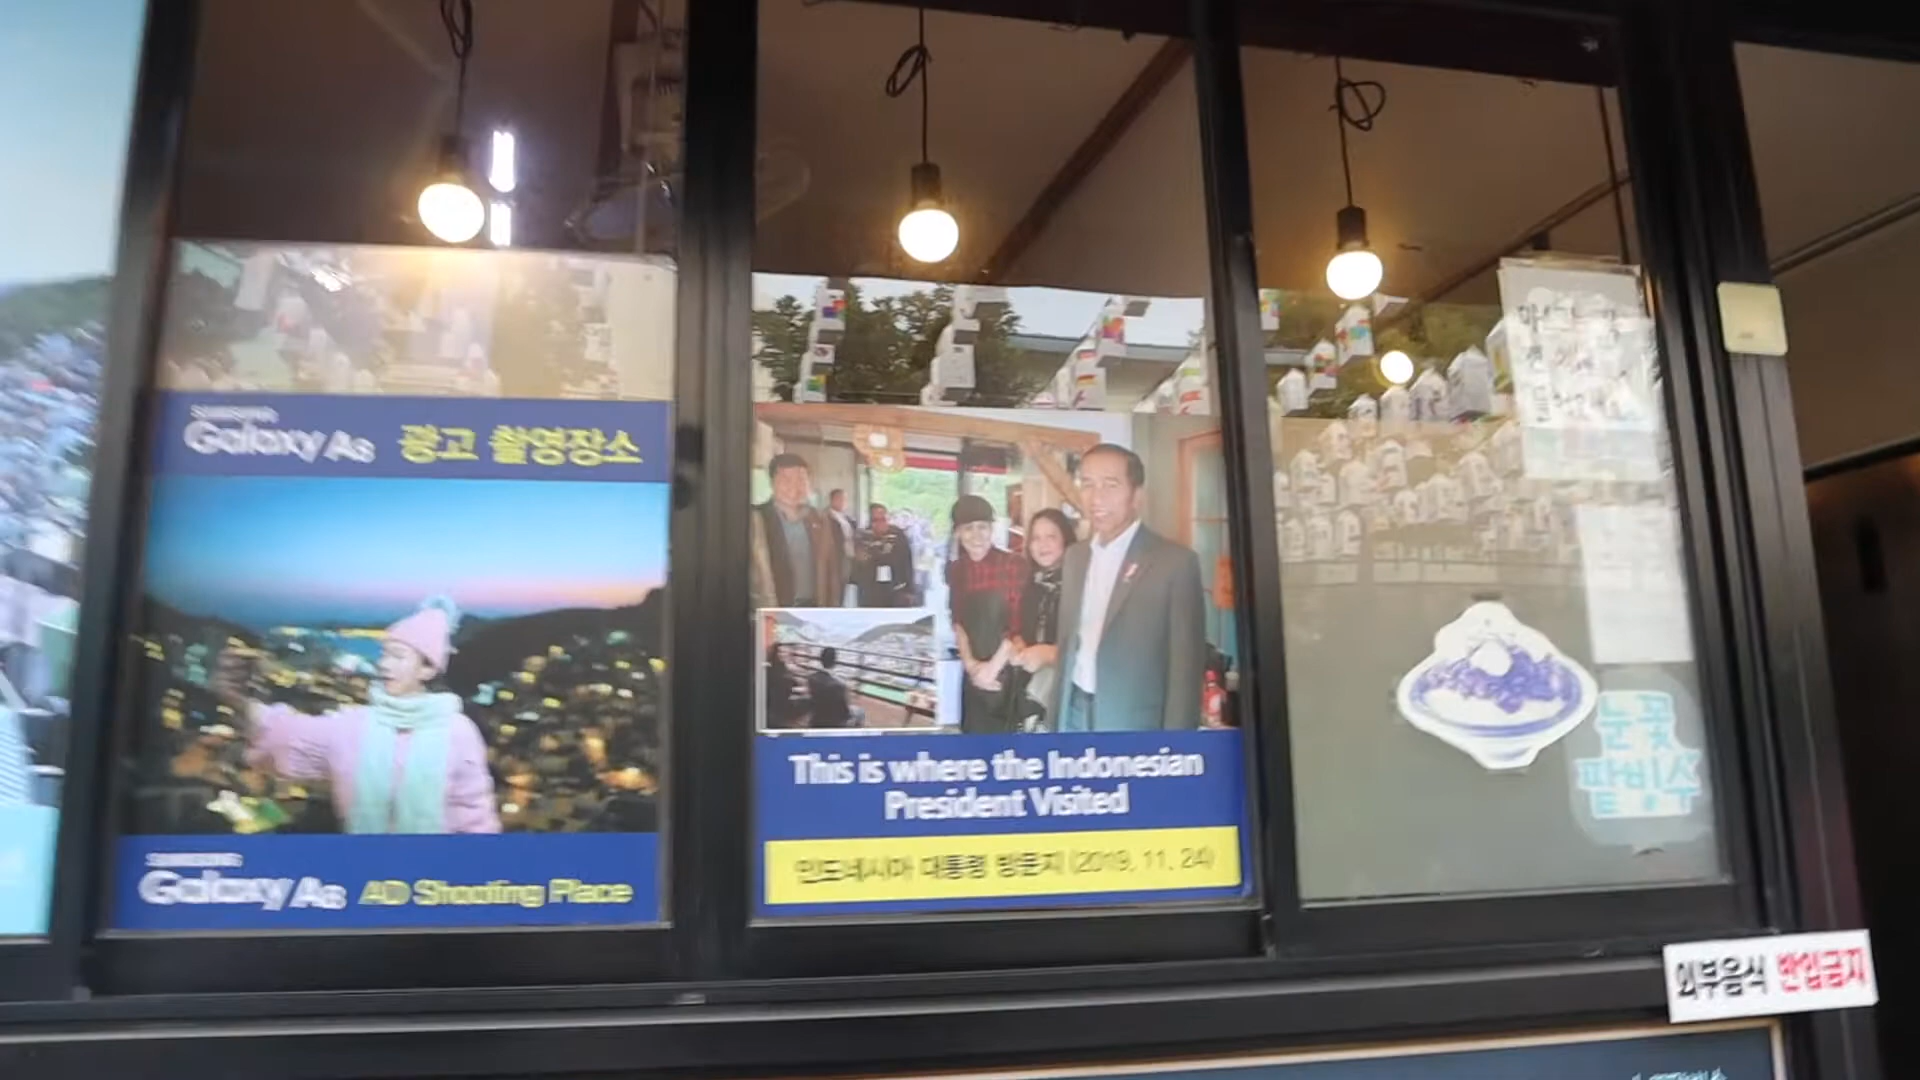 SAMSUNG
Galaxy A8 광고 촬영장소
SAMSUNG
Galaxy A8 AD Shooting Place
This is where the Indonesian
President Visited
인도네시아 대통령 방문지 (2019. 11. 24)
눈꽃
팥빙수
외부음식 반입금지